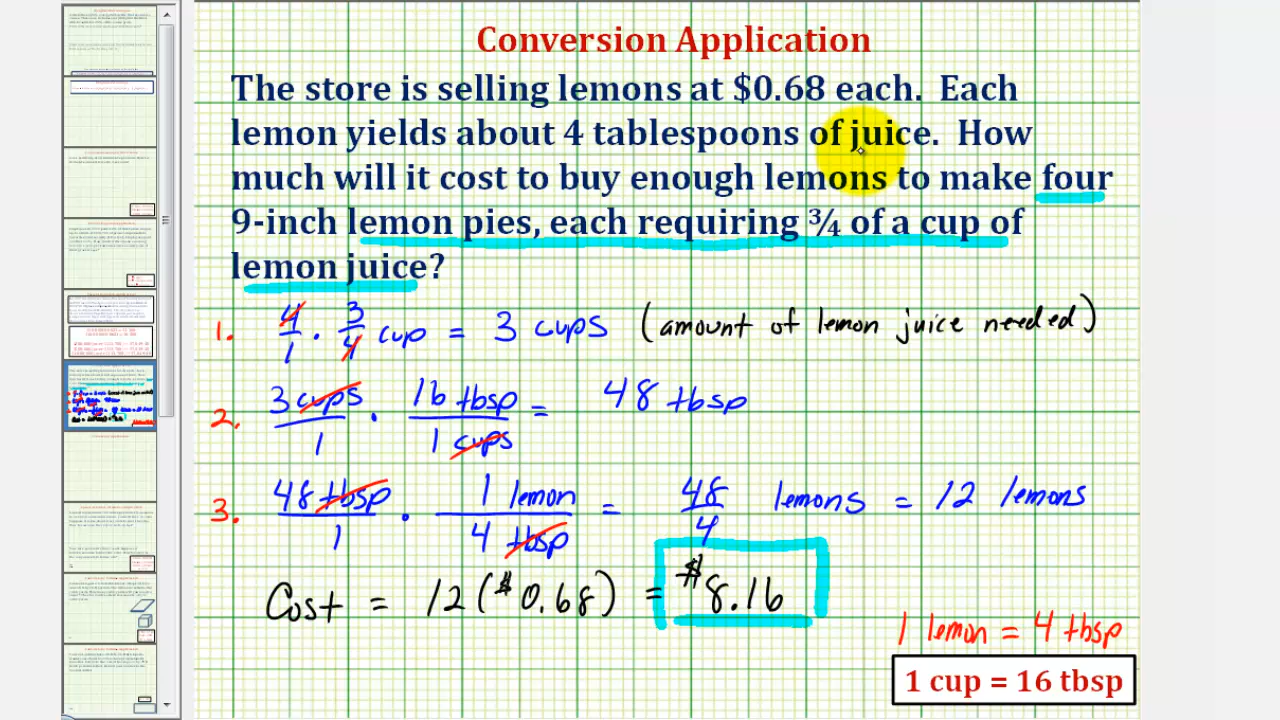 Conversion Application
The store is selling lemons at $0.68 each. Each
lemon yields about 4 tablespoons of juice. How
much will it cost to buy enough lemons to make four
9-inch lemon pies, each requiring ¾ of a cup of
lemon juice?
1. 4/1 · 3/4 cup = 3 cups (amount of lemon juice needed)
2. 3 cups/1 · 16 tbsp/1 cups = 48 tbsp
3. 48 tbsp/1 · 1 lemon/4 tbsp = 48/4 lemons = 12 lemons
Cost = 12($0.68) = $8.16
1 lemon = 4 tbsp
1 cup = 16 tbsp